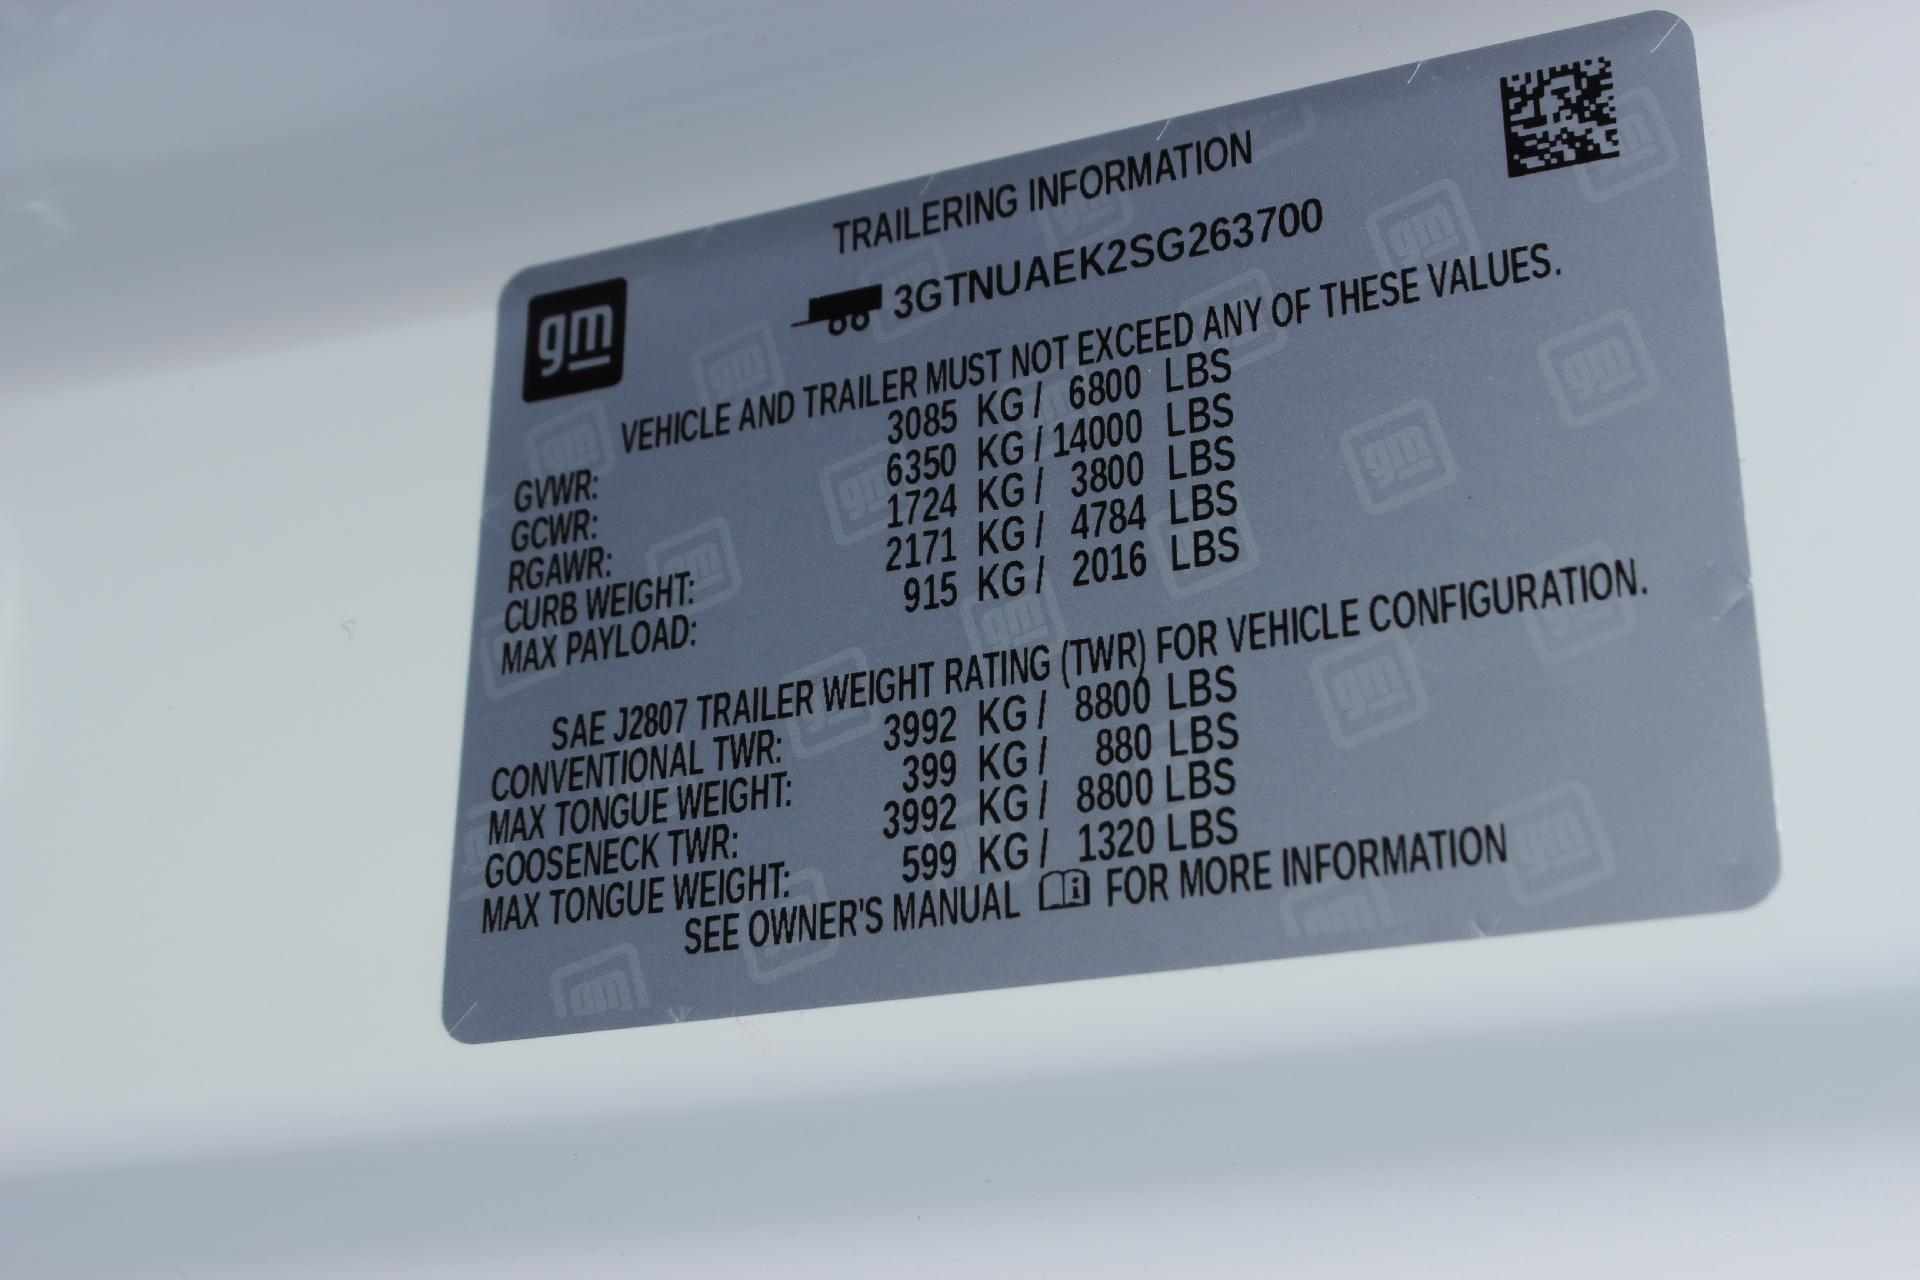 gm
TRAILERING INFORMATION
3GTNUAEK2SG263700
VEHICLE AND TRAILER MUST NOT EXCEED ANY OF THESE VALUES.
GVWR: 3085 KG / 6800 LBS
GCWR: 6350 KG / 14000 LBS
RGAWR: 1724 KG / 3800 LBS
CURB WEIGHT: 2171 KG / 4784 LBS
MAX PAYLOAD: 915 KG / 2016 LBS
SAE J2807 TRAILER WEIGHT RATING (TWR) FOR VEHICLE CONFIGURATION.
CONVENTIONAL TWR: 3992 KG / 8800 LBS
MAX TONGUE WEIGHT: 399 KG / 880 LBS
GOOSENECK TWR: 3992 KG / 8800 LBS
MAX TONGUE WEIGHT: 599 KG / 1320 LBS
SEE OWNER'S MANUAL FOR MORE INFORMATION